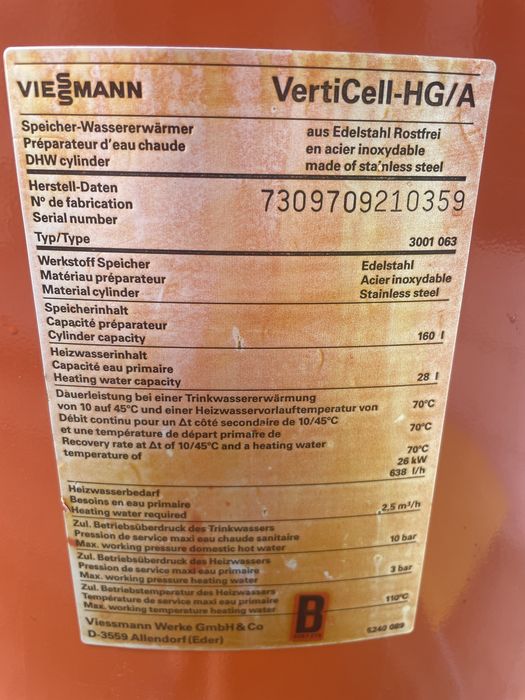 VIESSMANN VertiCell-HG/A
Speicher-Wassererwärmer aus Edelstahl Rostfrei
Préparateur d'eau chaude en acier inoxydable
DHW cylinder made of stainless steel
Herstell-Daten
N° de fabrication 7309709210359
Serial number
Typ/Type 3001 063
Werkstoff Speicher Edelstahl
Matériau préparateur Acier inoxydable
Material cylinder Stainless steel
Speicherinhalt
Capacité préparateur
Cylinder capacity 160 l
Heizwasserinhalt
Capacité eau primaire
Heating water capacity 28 l
Dauerleistung bei einer Trinkwassererwärmung
von 10 auf 45°C und einer Heizwasservorlauftemperatur von 70°C
Débit continu pour un Δt côté secondaire de 10/45°C
et une température de départ primaire de 70°C
Recovery rate at Δt of 10/45°C and a heating water
temperature of 70°C
26 kW
638 l/h
Heizwasserbedarf
Besoins en eau primaire
Heating water required 2,5 m³/h
Zul. Betriebsüberdruck des Trinkwassers
Pression de service maxi eau chaude sanitaire
Max. working pressure domestic hot water 10 bar
Zul. Betriebsüberdruck des Heizwassers
Pression de service maxi eau primaire
Max. working pressure heating water 3 bar
Zul. Betriebstemperatur des Heizwassers
Température de service maxi eau primaire
Max. working temperature heating water 110°C
Viessmann Werke GmbH & Co B
D-3559 Allendorf (Eder) 5240 089